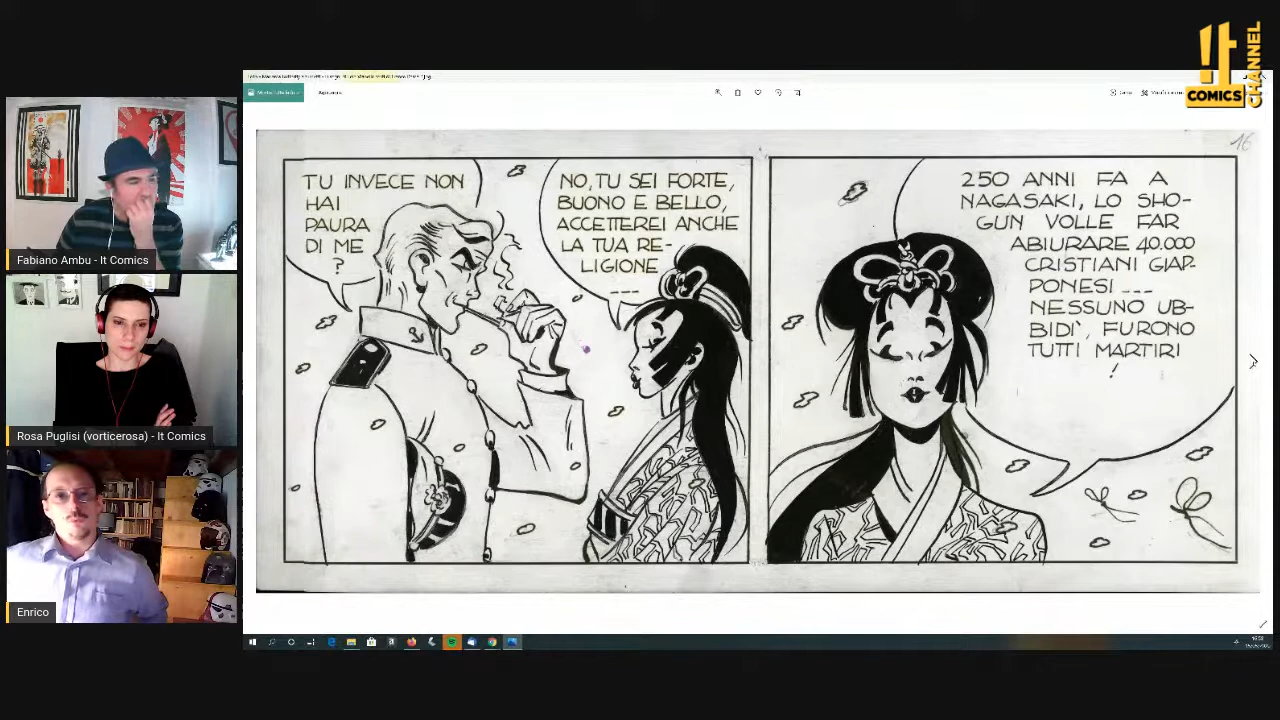 !t
COMICS
CHANNEL
16
TU INVECE NON
HAI
PAURA
DI ME
?
NO, TU SEI FORTE,
BUONO E BELLO,
ACCETTEREI ANCHE
LA TUA RE-
LIGIONE
---
250 ANNI FA A
NAGASAKI, LO SHO-
GUN VOLLE FAR
ABIURARE 40.000
CRISTIANI GIAP-
PONESI ---
NESSUNO UB-
BIDI`, FURONO
TUTTI MARTIRI
!
Fabiano Ambu - It Comics
Rosa Puglisi (vorticerosa) - It Comics
Enrico